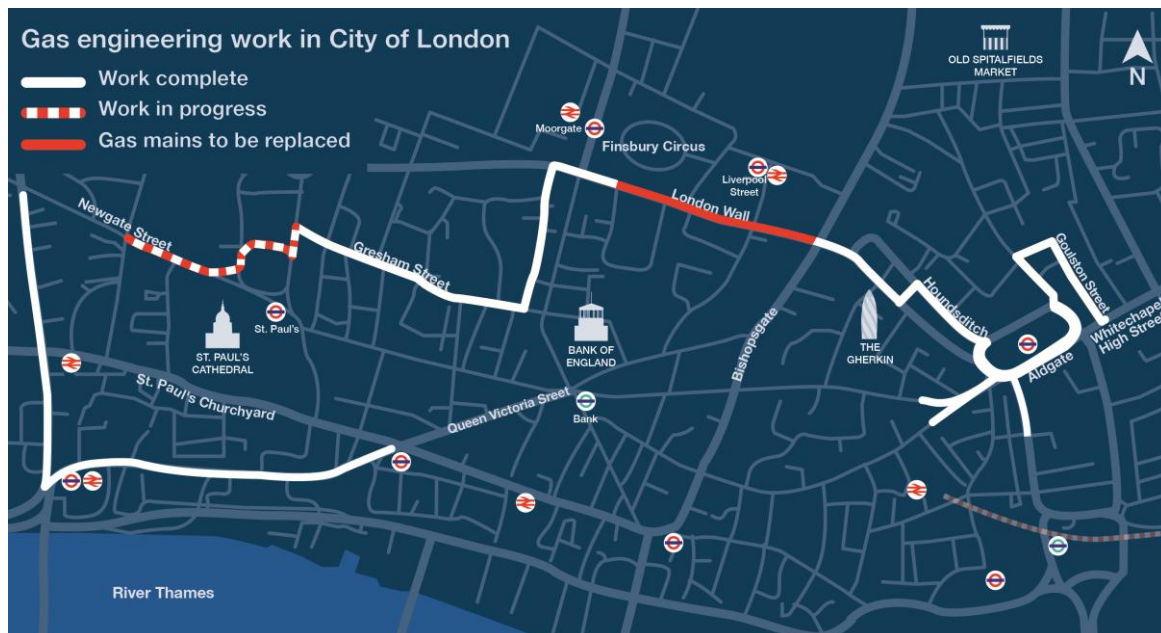 Gas engineering work in City of London
Work complete
Work in progress
Gas mains to be replaced
OLD SPITALFIELDS
MARKET
N
Moorgate
Finsbury Circus
Liverpool
Street
London Wall
Newgate Street
Gresham Street
Goulston Street
Houndsditch
Whitechapel
High Street
Aldgate
St. Paul's
ST. PAUL'S
CATHEDRAL
BANK OF
ENGLAND
THE
GHERKIN
Bishopsgate
St. Paul's Churchyard
Queen Victoria Sreet
Bank
River Thames